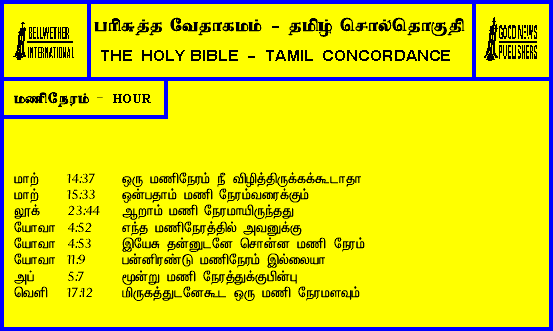 BELLWETHER
INTERNATIONAL
பரிசுத்த வேதாகமம் - தமிழ் சொல்தொகுதி
THE HOLY BIBLE - TAMIL CONCORDANCE
GOOD NEWS
PUBLISHERS
மணிநேரம் - HOUR
மாற் 14:37 ஒரு மணிநேரம் நீ விழித்திருக்கக்கூடாதா
மாற் 15:33 ஒன்பதாம் மணி நேரம்வரைக்கும்
லூக் 23:44 ஆறாம் மணி நேரமாயிருந்தது
யோவா 4:52 எந்த மணிநேரத்தில் அவனுக்கு
யோவா 4:53 இயேசு தன்னுடனே சொன்ன மணி நேரம்
யோவா 11:9 பன்னிரண்டு மணிநேரம் இல்லையா
அப் 5:7 மூன்று மணி நேரத்துக்குபின்பு
வெளி 17:12 மிருகத்துடனேகூட ஒரு மணி நேரமளவும்